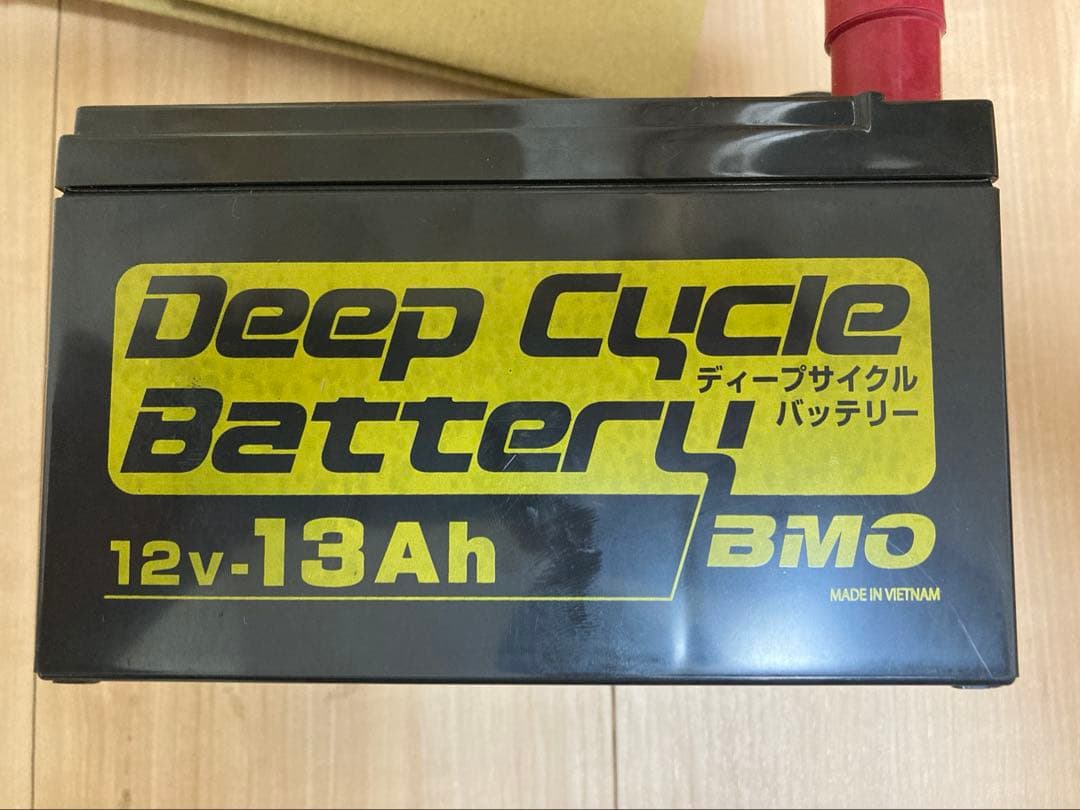 Deep Cycle
ディープサイクル
Battery
バッテリー
12v-13Ah
BMO
MADE IN VIETNAM